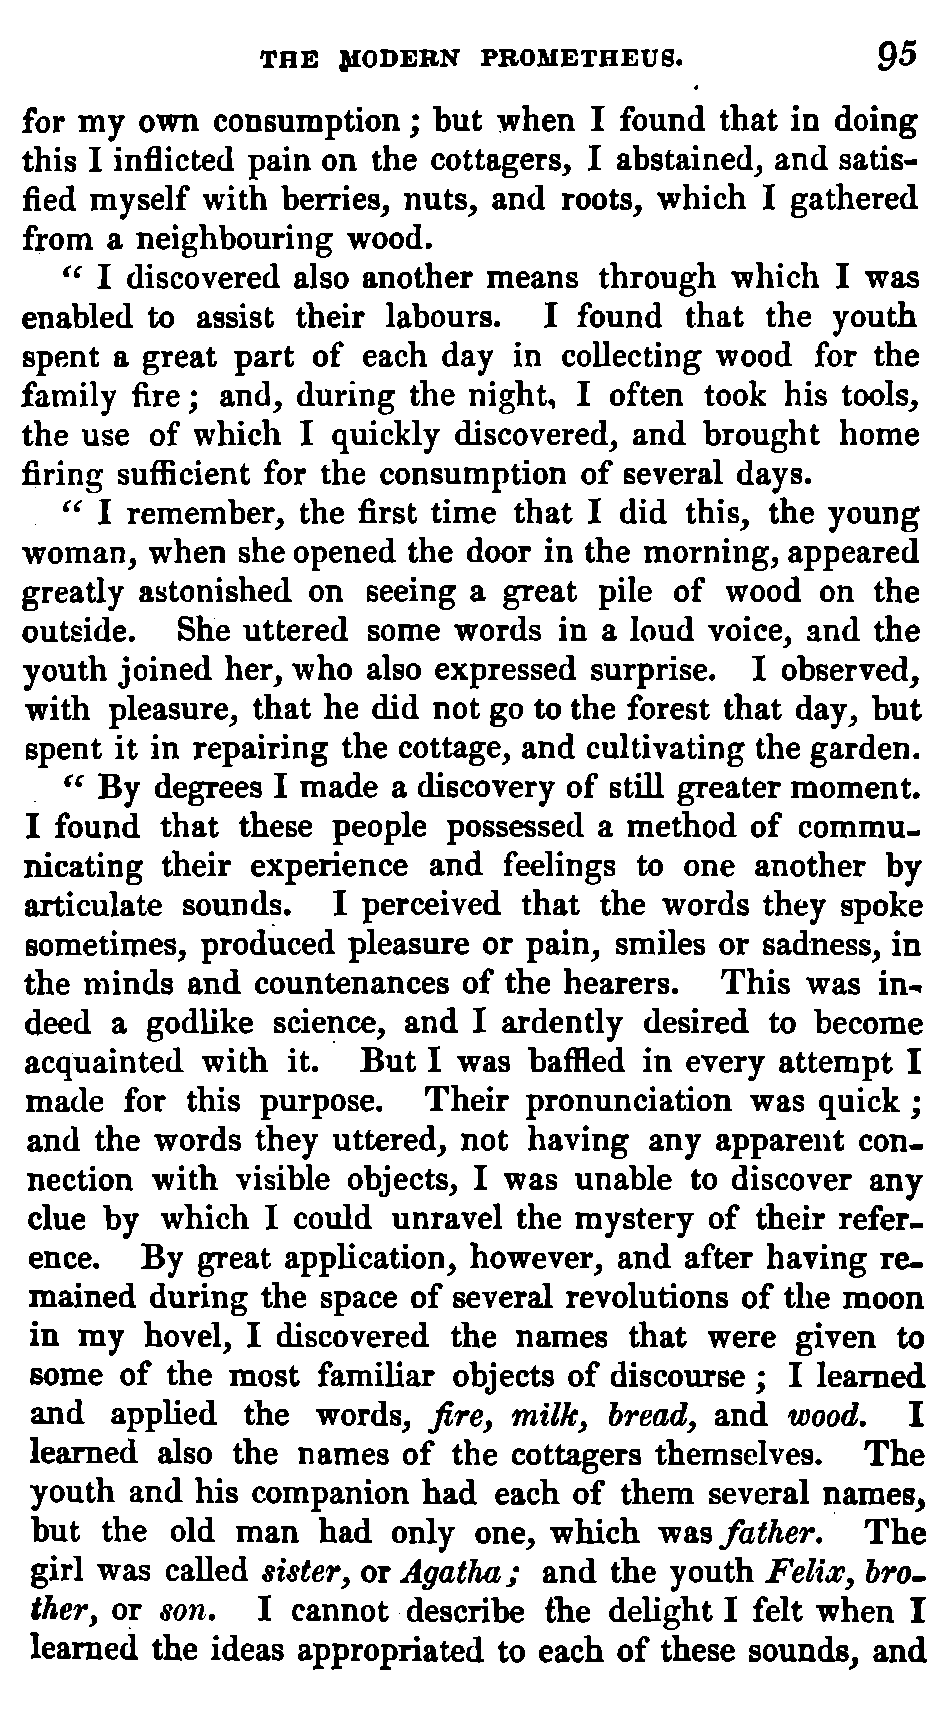 THE MODERN PROMETHEUS. 95
for my own consumption ; but when I found that in doing
this I inflicted pain on the cottagers, I abstained, and satis-
fied myself with berries, nuts, and roots, which I gathered
from a neighbouring wood.
“ I discovered also another means through which I was
enabled to assist their labours. I found that the youth
spent a great part of each day in collecting wood for the
family fire ; and, during the night, I often took his tools,
the use of which I quickly discovered, and brought home
firing sufficient for the consumption of several days.
“ I remember, the first time that I did this, the young
woman, when she opened the door in the morning, appeared
greatly astonished on seeing a great pile of wood on the
outside. She uttered some words in a loud voice, and the
youth joined her, who also expressed surprise. I observed,
with pleasure, that he did not go to the forest that day, but
spent it in repairing the cottage, and cultivating the garden.
“ By degrees I made a discovery of still greater moment.
I found that these people possessed a method of commu-
nicating their experience and feelings to one another by
articulate sounds. I perceived that the words they spoke
sometimes, produced pleasure or pain, smiles or sadness, in
the minds and countenances of the hearers. This was in-
deed a godlike science, and I ardently desired to become
acquainted with it. But I was baffled in every attempt I
made for this purpose. Their pronunciation was quick ;
and the words they uttered, not having any apparent con-
nection with visible objects, I was unable to discover any
clue by which I could unravel the mystery of their refer-
ence. By great application, however, and after having re-
mained during the space of several revolutions of the moon
in my hovel, I discovered the names that were given to
some of the most familiar objects of discourse ; I learned
and applied the words, fire, milk, bread, and wood. I
learned also the names of the cottagers themselves. The
youth and his companion had each of them several names,
but the old man had only one, which was father. The
girl was called sister, or Agatha ; and the youth Felix, bro-
ther, or son. I cannot describe the delight I felt when I
learned the ideas appropriated to each of these sounds, and